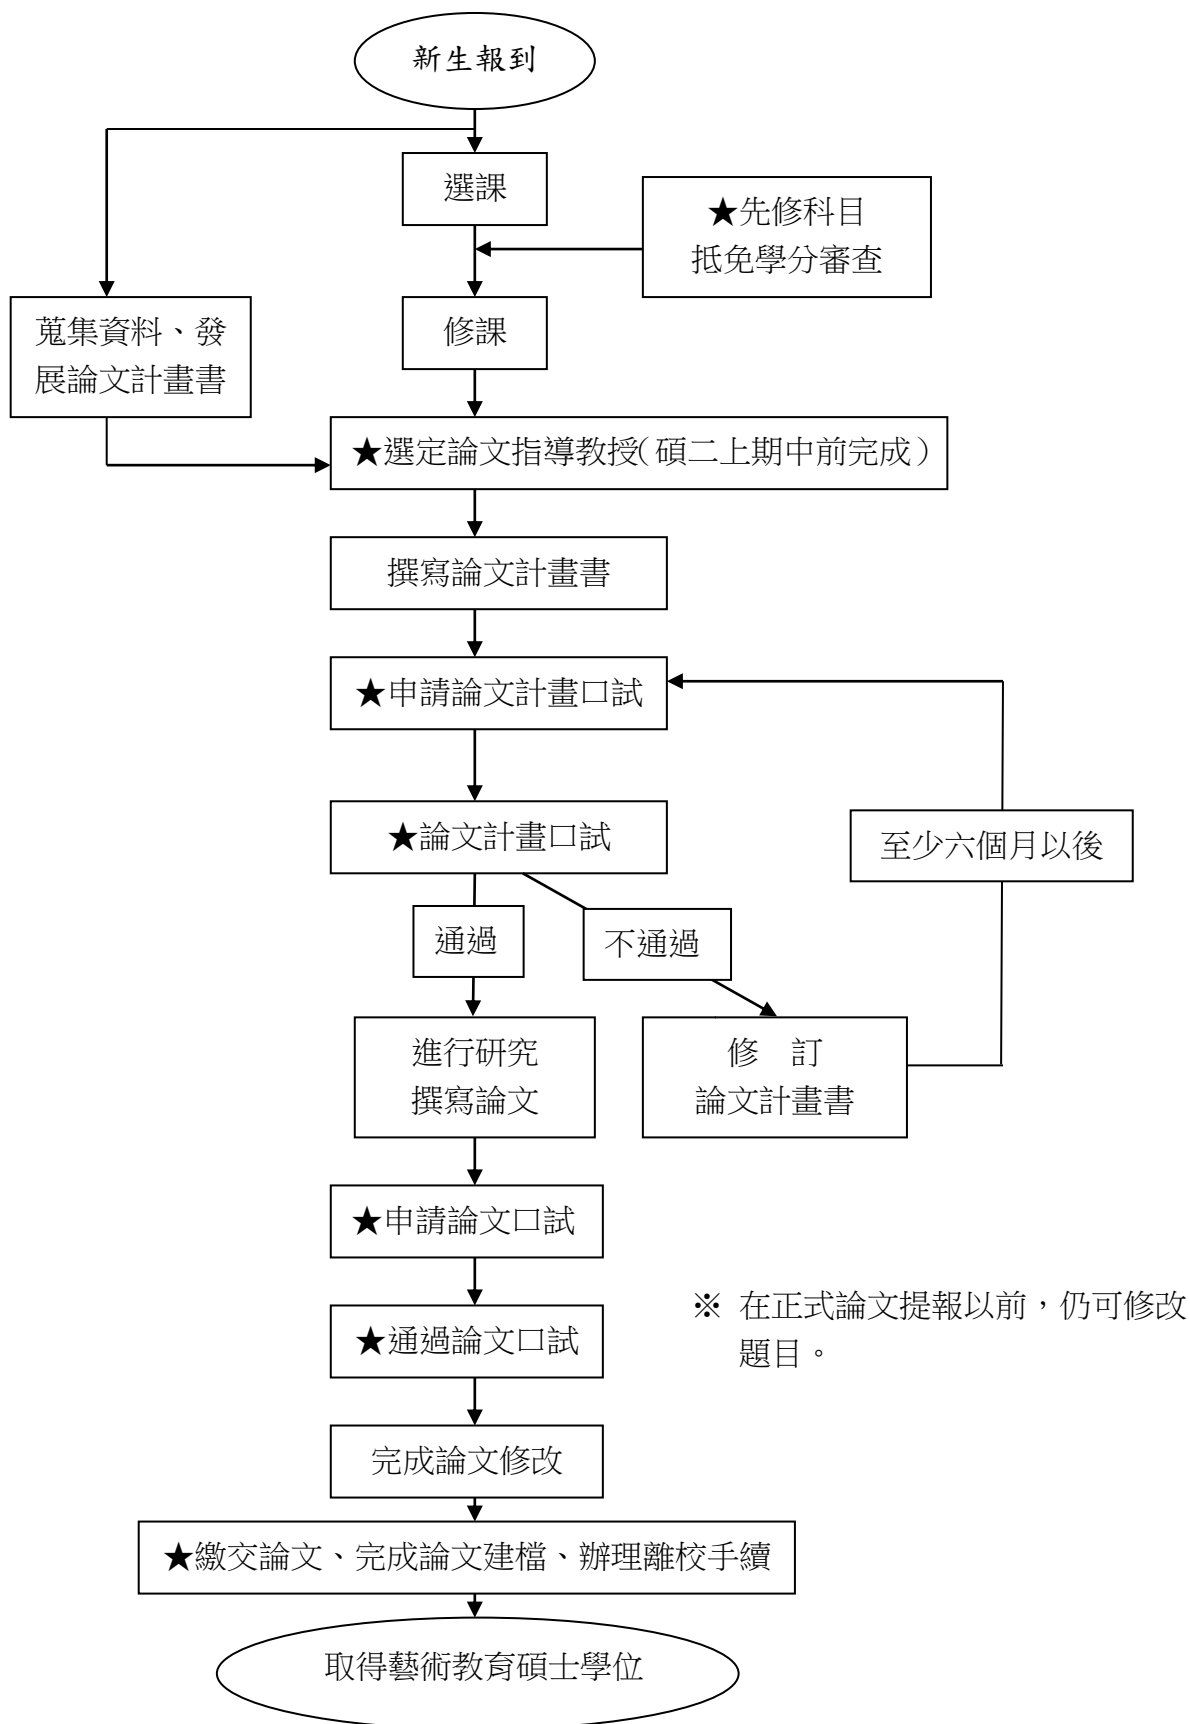 新生報到
選課
★先修科目
抵免學分審查
蒐集資料、發
展論文計畫書
修課
★選定論文指導教授(碩二上期中前完成)
撰寫論文計畫書
★申請論文計畫口試
★論文計畫口試
至少六個月以後
通過
不通過
進行研究
撰寫論文
修 訂
論文計畫書
★申請論文口試
※ 在正式論文提報以前,仍可修改
題目。
★通過論文口試
完成論文修改
★繳交論文、完成論文建檔、辦理離校手續
取得藝術教育碩士學位